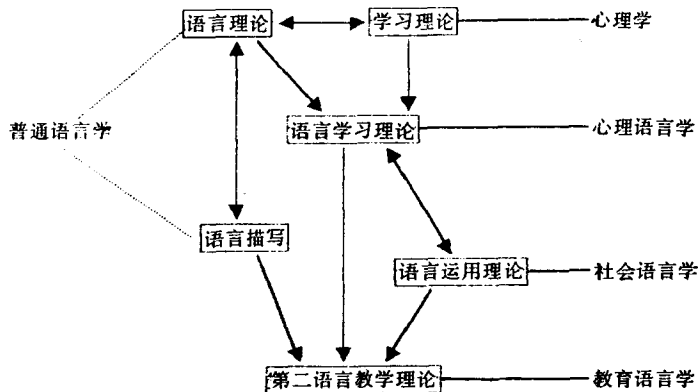 语言理论
学习理论
心理学
普通语言学
语言学习理论
心理语言学
语言描写
语言运用理论
社会语言学
第二语言教学理论
教育语言学